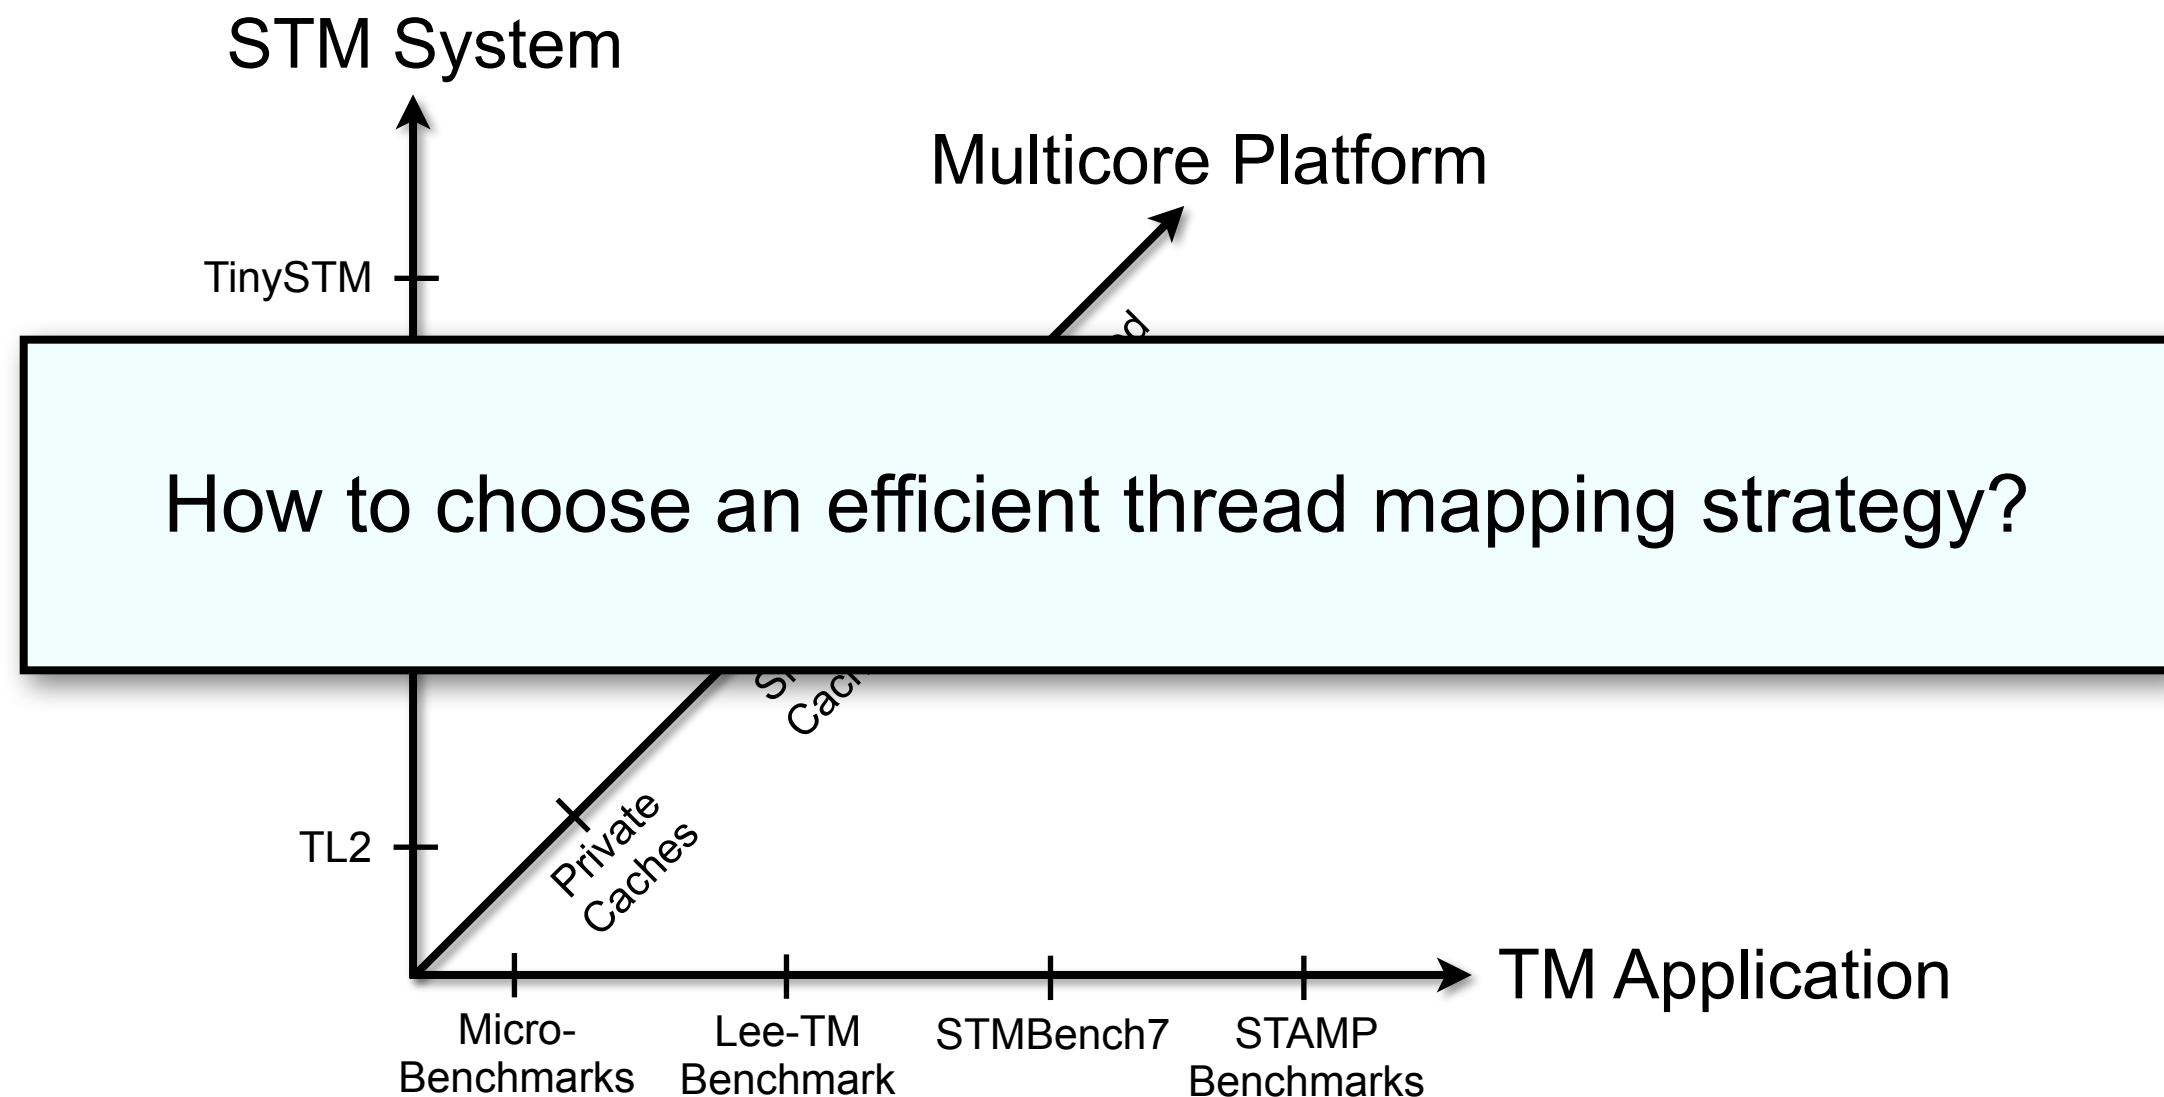 STM System
Multicore Platform
TinySTM
How to choose an efficient thread mapping strategy?
TL2
Private
Caches
TM Application
Micro-
Benchmarks
Lee-TM
Benchmark
STMBench7
STAMP
Benchmarks